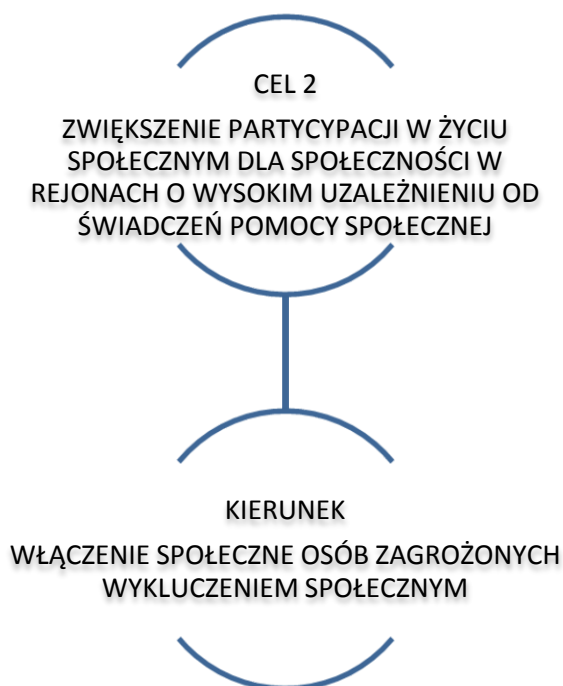 CEL 2
ZWIĘKSZENIE PARTYCYPACJI W ŻYCIU
SPOŁECZNYM DLA SPOŁECZNOŚCI W
REJONACH O WYSOKIM UZALEŻNIENIU OD
ŚWIADCZEŃ POMOCY SPOŁECZNEJ
KIERUNEK
WŁĄCZENIE SPOŁECZNE OSÓB ZAGROŻONYCH
WYKLUCZENIEM SPOŁECZNYM